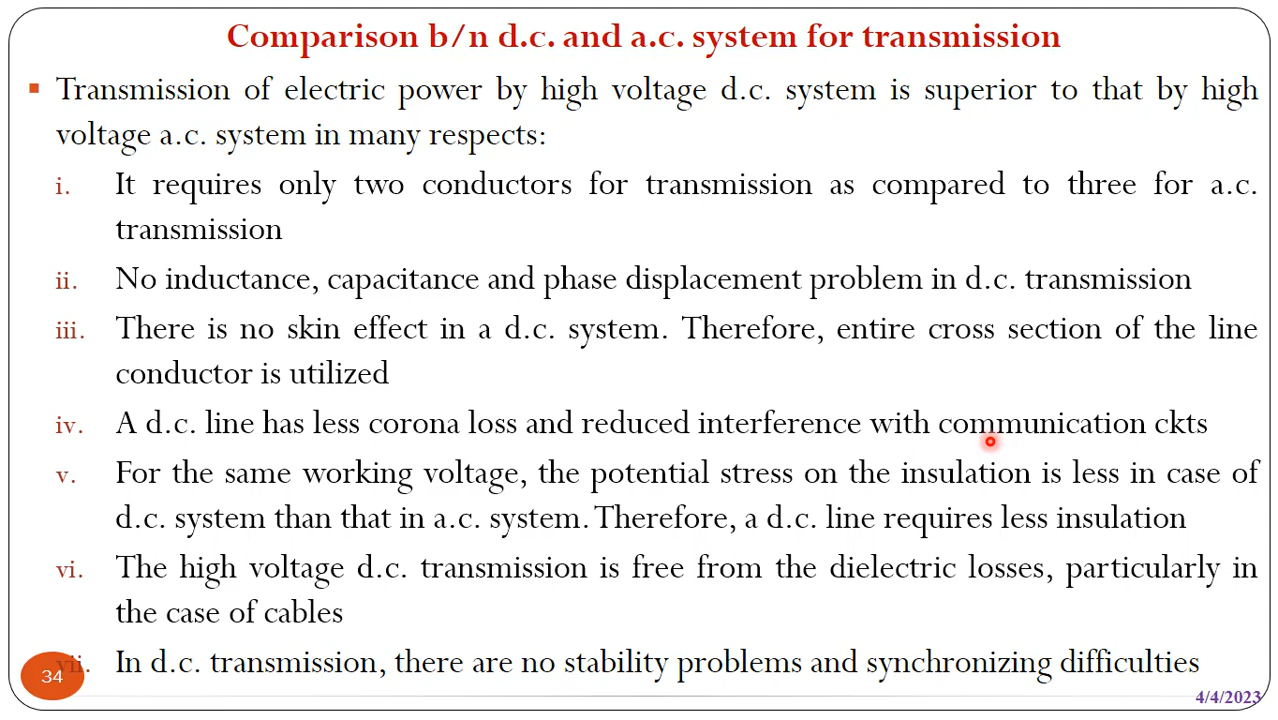 Comparison b/n d.c. and a.c. system for transmission
▪ Transmission of electric power by high voltage d.c. system is superior to that by high
voltage a.c. system in many respects:
i. It requires only two conductors for transmission as compared to three for a.c.
transmission
ii. No inductance, capacitance and phase displacement problem in d.c. transmission
iii. There is no skin effect in a d.c. system. Therefore, entire cross section of the line
conductor is utilized
iv. A d.c. line has less corona loss and reduced interference with communication ckts
v. For the same working voltage, the potential stress on the insulation is less in case of
d.c. system than that in a.c. system. Therefore, a d.c. line requires less insulation
vi. The high voltage d.c. transmission is free from the dielectric losses, particularly in
the case of cables
vii. In d.c. transmission, there are no stability problems and synchronizing difficulties
34
4/4/2023